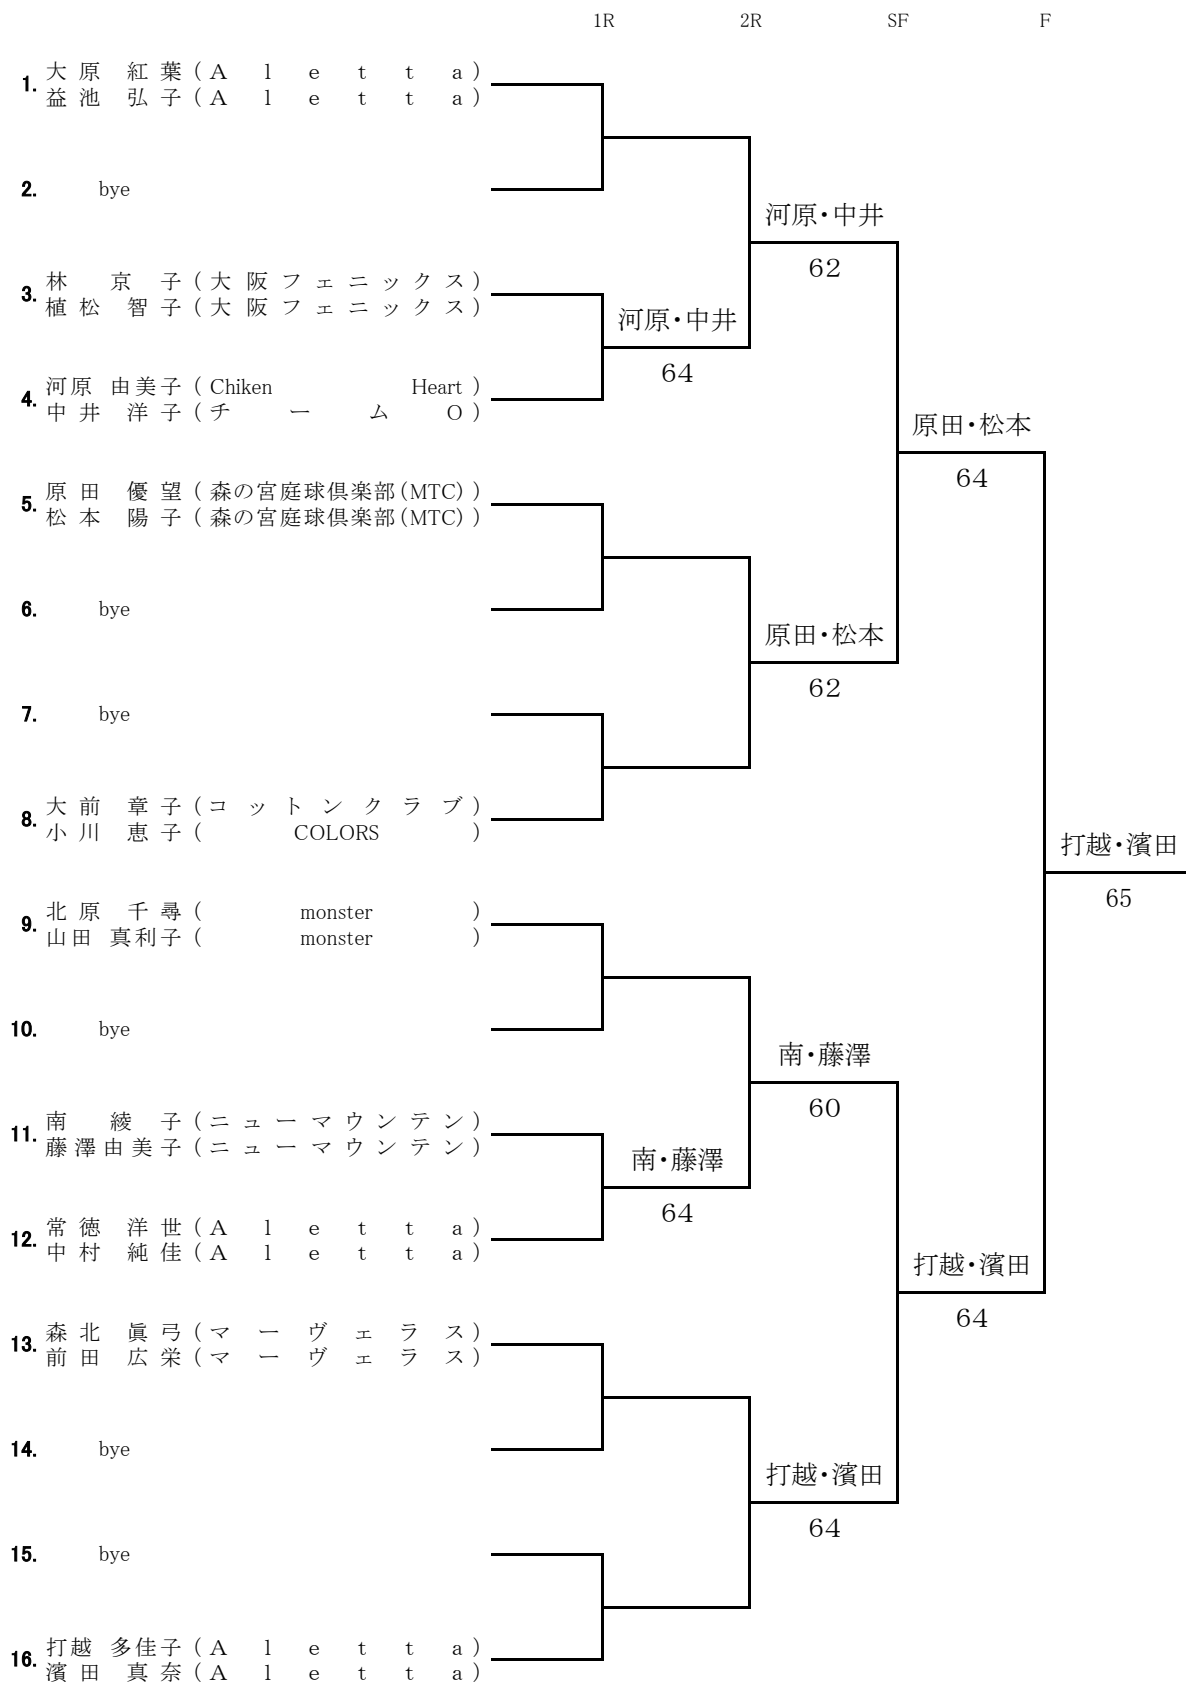 1R 2R SF F
1. 大原 紅葉 ( Aletta )
益池 弘子 ( Aletta )
2. bye
河原・中井
62
3. 林 京子 ( 大阪フェニックス )
植松 智子 ( 大阪フェニックス )
河原・中井
64
4. 河原 由美子 ( Chiken Heart )
中井 洋子 ( チームO )
原田・松本
64
5. 原田 優望 ( 森の宮庭球倶楽部(MTC) )
松本 陽子 ( 森の宮庭球倶楽部(MTC) )
6. bye
原田・松本
62
7. bye
8. 大前 章子 ( コットンクラブ )
小川 恵子 ( COLORS )
打越・濱田
65
9. 北原 千尋 ( monster )
山田 真利子 ( monster )
10. bye
南・藤澤
60
11. 南 綾子 ( ニューマウンテン )
藤澤由美子 ( ニューマウンテン )
南・藤澤
64
12. 常徳 洋世 ( Aletta )
中村 純佳 ( Aletta )
打越・濱田
64
13. 森北 眞弓 ( マーヴェラス )
前田 広栄 ( マーヴェラス )
14. bye
打越・濱田
64
15. bye
16. 打越 多佳子 ( Aletta )
濱田 真奈 ( Aletta )